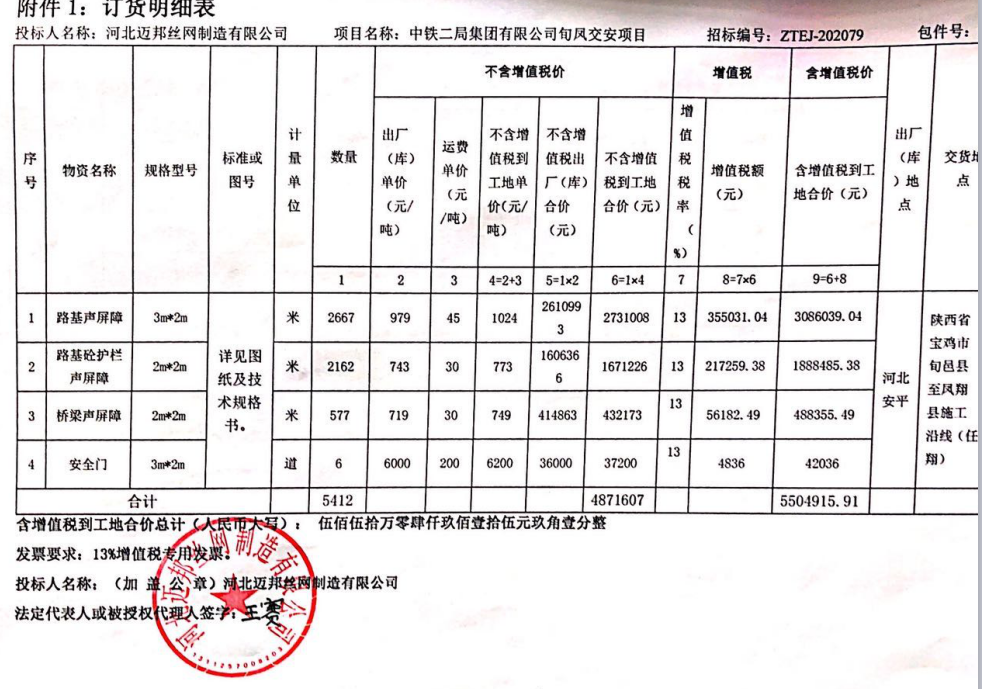 附件 1：订货明细表
投标人名称：河北迈邦丝网制造有限公司 项目名称：中铁二局集团有限公司旬凤交安项目 招标编号：ZTEJ-202079 包件号：
序号 物资名称 规格型号 标准或图号 计量单位 数量 不含增值税价 增值税 含增值税价 出厂（库）地点 交货地点
出厂（库）单价（元/吨） 运费单价（元/吨） 不含增值税到工地单价(元/吨) 不含增值税出厂（库）合价（元） 不含增值税到工地合价（元） 增值税税率（%） 增值税额（元） 含增值税到工地合价（元）
1 2 3 4=2+3 5=1×2 6=1×4 7 8=7×6 9=6+8
1 路基声屏障 3m*2m 详见图纸及技术规格书。 米 2667 979 45 1024 2610993 2731008 13 355031.04 3086039.04 河北安平 陕西省宝鸡市旬邑县至凤翔县施工沿线（任翔）
2 路基砼护栏声屏障 2m*2m 米 2162 743 30 773 1606366 1671226 13 217259.38 1888485.38
3 桥梁声屏障 2m*2m 米 577 719 30 749 414863 432173 13 56182.49 488355.49
4 安全门 3m*2m 道 6 6000 200 6200 36000 37200 13 4836 42036
合计 5412 4871607 5504915.91
含增值税到工地合价总计（人民币大写）： 伍佰伍拾万零肆仟玖佰壹拾伍元玖角壹分整
发票要求：13%增值税专用发票。
投标人名称：（加 盖 公 章）河北迈邦丝网制造有限公司
法定代表人或被授权代理人签字：
河北迈邦丝网制造有限公司